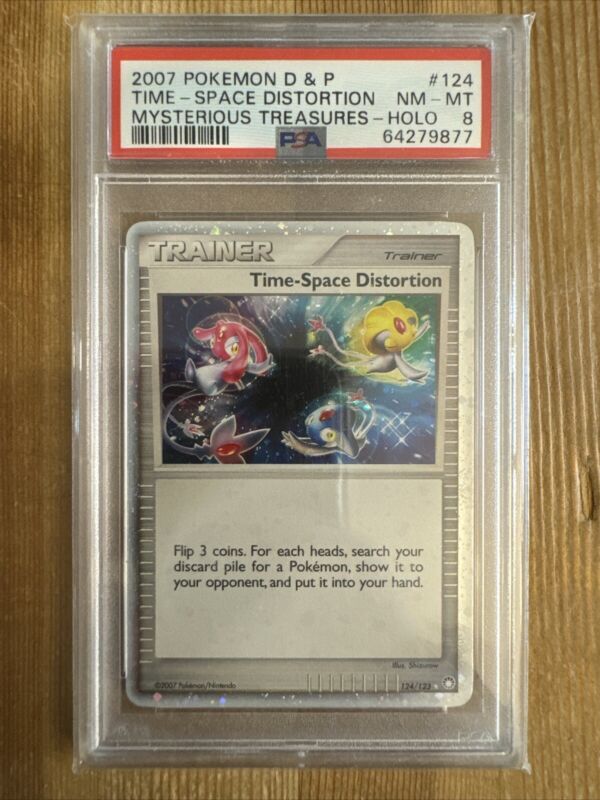 2007 POKEMON D & P #124
TIME-SPACE DISTORTION NM-MT
MYSTERIOUS TREASURES-HOLO 8
PSA 64279877
TRAINER Trainer
Time-Space Distortion
Flip 3 coins. For each heads, search your
discard pile for a Pokémon, show it to
your opponent, and put it into your hand.
Illus. Shizurow
©2007 Pokémon/Nintendo 124/123
PSA